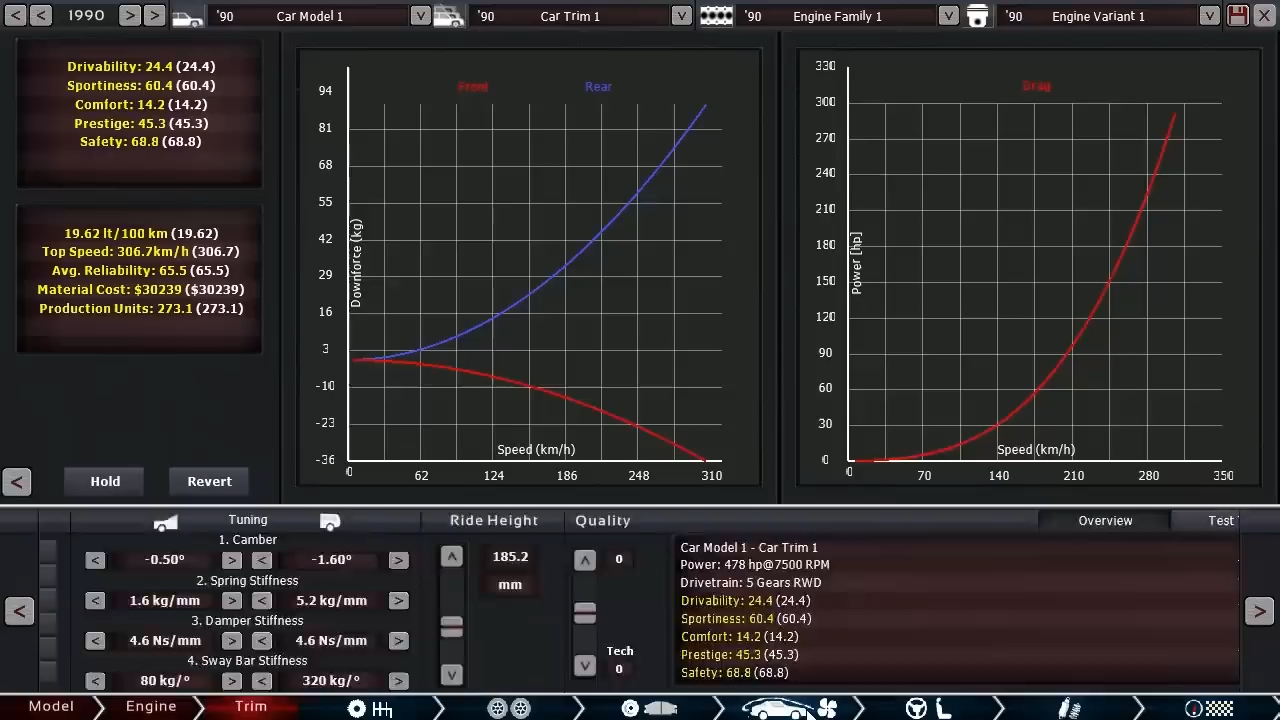 1990 '90 Car Model 1 '90 Car Trim 1 '90 Engine Family 1 '90 Engine Variant 1
Drivability: 24.4 (24.4)
Sportiness: 60.4 (60.4)
Comfort: 14.2 (14.2)
Prestige: 45.3 (45.3)
Safety: 68.8 (68.8)
19.62 lt/100 km (19.62)
Top Speed: 306.7km/h (306.7)
Avg. Reliability: 65.5 (65.5)
Material Cost: $30239 ($30239)
Production Units: 273.1 (273.1)
Hold Revert
Front Rear
94
81
68
55
42
29
16
3
-10
-23
-36
Downforce (kg)
Speed (km/h)
0 62 124 186 248 310
Drag
330
300
270
240
210
180
150
120
90
60
30
0
Power [hp]
Speed (km/h)
0 70 140 210 280 350
Tuning
1. Camber
-0.50° -1.60°
2. Spring Stiffness
1.6 kg/mm 5.2 kg/mm
3. Damper Stiffness
4.6 Ns/mm 4.6 Ns/mm
4. Sway Bar Stiffness
80 kg/° 320 kg/°
Ride Height
185.2
mm
Quality
0
Tech
0
Overview Test
Car Model 1 - Car Trim 1
Power: 478 hp@7500 RPM
Drivetrain: 5 Gears RWD
Drivability: 24.4 (24.4)
Sportiness: 60.4 (60.4)
Comfort: 14.2 (14.2)
Prestige: 45.3 (45.3)
Safety: 68.8 (68.8)
Model Engine Trim